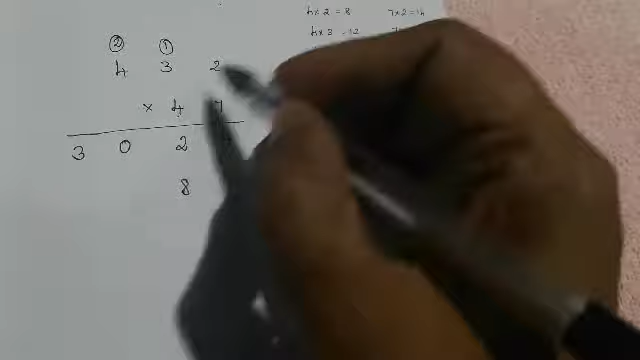 4×2 = 8 7×2 = 14
4×3 = 12 7
② ①
4 3 2
× 4 7
3 0 2
8